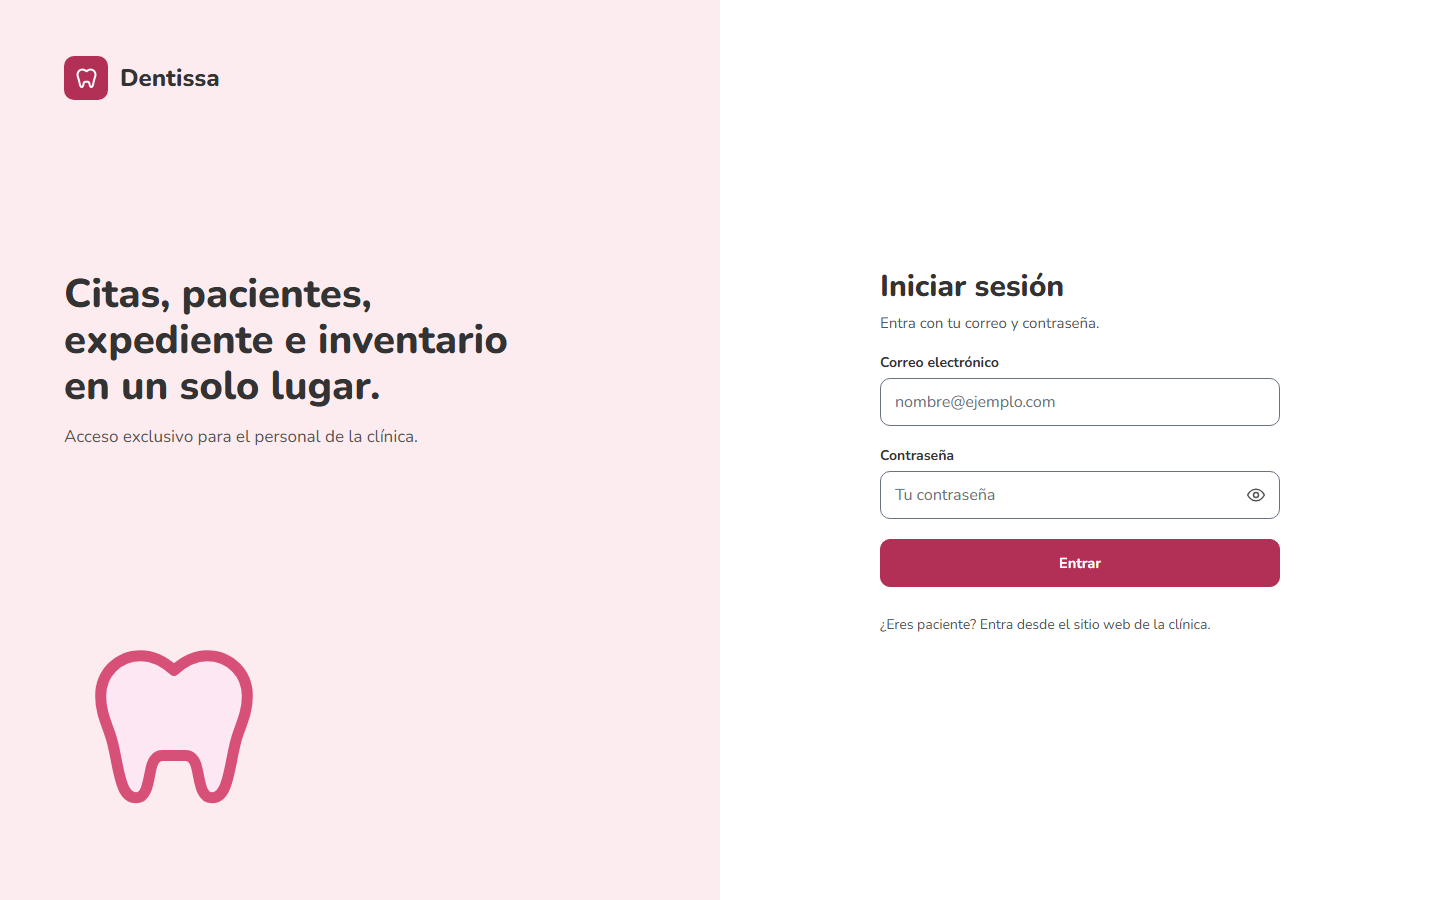 Dentissa
Citas, pacientes,
expediente e inventario
en un solo lugar.
Acceso exclusivo para el personal de la clínica.
Iniciar sesión
Entra con tu correo y contraseña.
Correo electrónico
nombre@ejemplo.com
Contraseña
Tu contraseña
Entrar
¿Eres paciente? Entra desde el sitio web de la clínica.